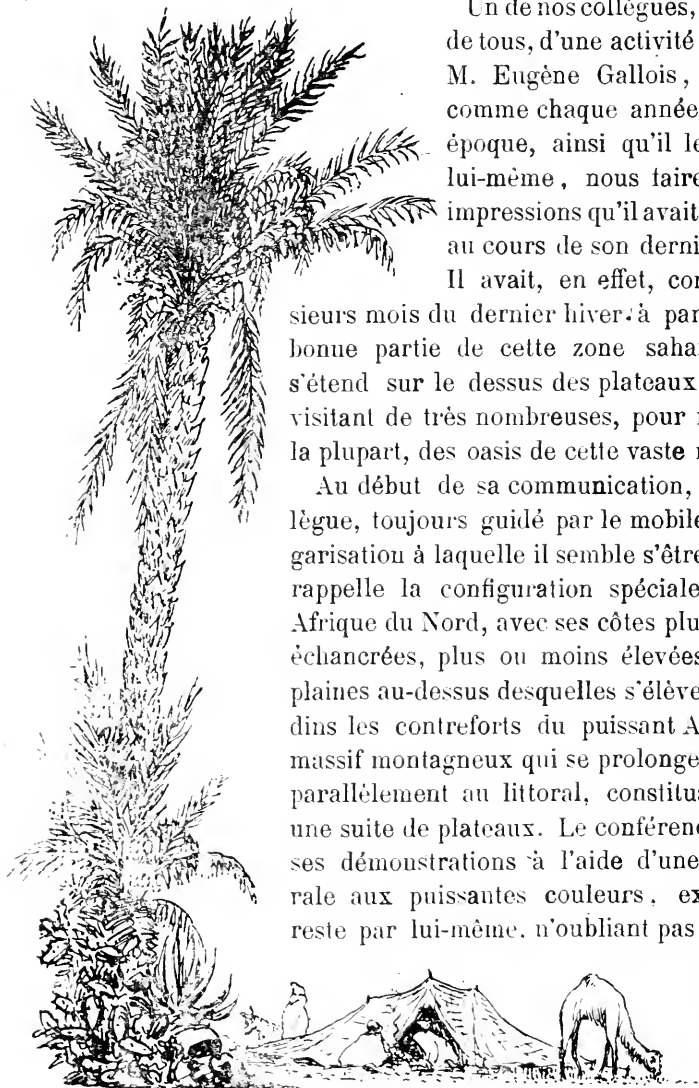 Un de nos collègues,
de tous, d'une activité
M. Eugène Gallois,
comme chaque année
époque, ainsi qu'il le
lui-même, nous faire
impressions qu'il avait
au cours de son derni
Il avait, en effet, con
sieurs mois du dernier hiver à par
bonne partie de cette zone saha
s'étend sur le dessus des plateaux
visitant de très nombreuses, pour
la plupart, des oasis de cette vaste
Au début de sa communication,
lègue, toujours guidé par le mobile
garisation à laquelle il semble s'être
rappelle la configuration spéciale
Afrique du Nord, avec ses côtes plu
échancrées, plus ou moins élevées
plaines au-dessus desquelles s'élève
dins les contreforts du puissant A
massif montagneux qui se prolonge
parallèlement au littoral, constitua
une suite de plateaux. Le conféren
ses démonstrations à l'aide d'une
rale aux puissantes couleurs, ex
reste par lui-même, n'oubliant pas